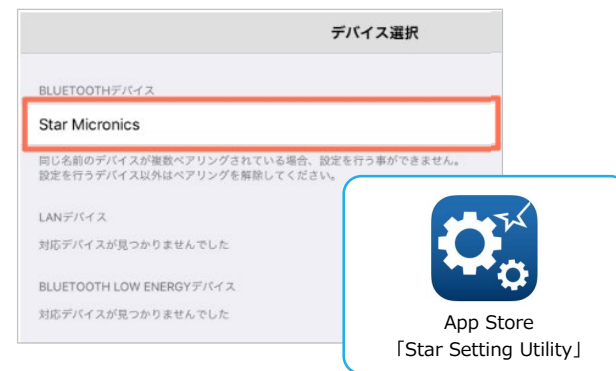 デバイス選択
BLUETOOTHデバイス
Star Micronics
同じ名前のデバイスが複数ペアリングされている場合、設定を行う事ができません。
設定を行うデバイス以外はペアリングを解除してください。
LANデバイス
対応デバイスが見つかりませんでした
BLUETOOTH LOW ENERGYデバイス
対応デバイスが見つかりませんでした
App Store
「Star Setting Utility」